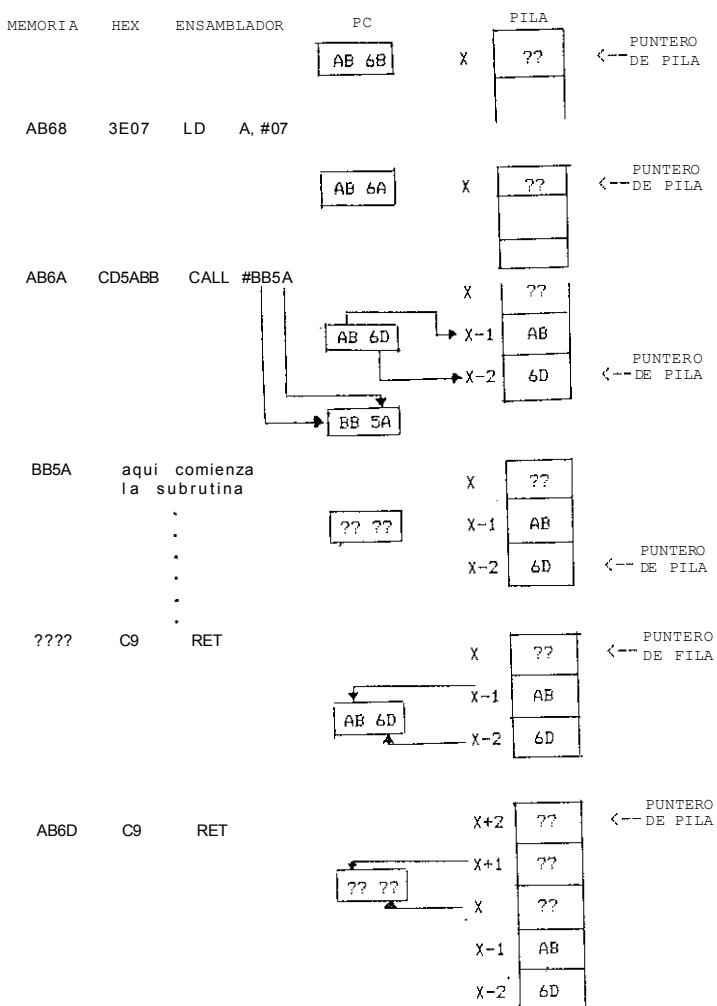 MEMORIA HEX ENSAMBLADOR PC PILA
AB 68 X ?? <-- PUNTERO
DE PILA
AB68 3E07 LD A, #07
AB 6A X ?? <-- PUNTERO
DE PILA
AB6A CD5ABB CALL #BB5A
X ??
AB 6D X-1 AB
X-2 6D <-- PUNTERO
DE PILA
BB 5A
BB5A aqui comienza
la subrutina
X ??
?? ?? X-1 AB
X-2 6D <-- PUNTERO
DE PILA
???? C9 RET
X ?? <-- PUNTERO
DE FILA
X-1 AB
AB 6D
X-2 6D
AB6D C9 RET
X+2 ?? <-- PUNTERO
DE PILA
X+1 ??
?? ??
X ??
X-1 AB
X-2 6D